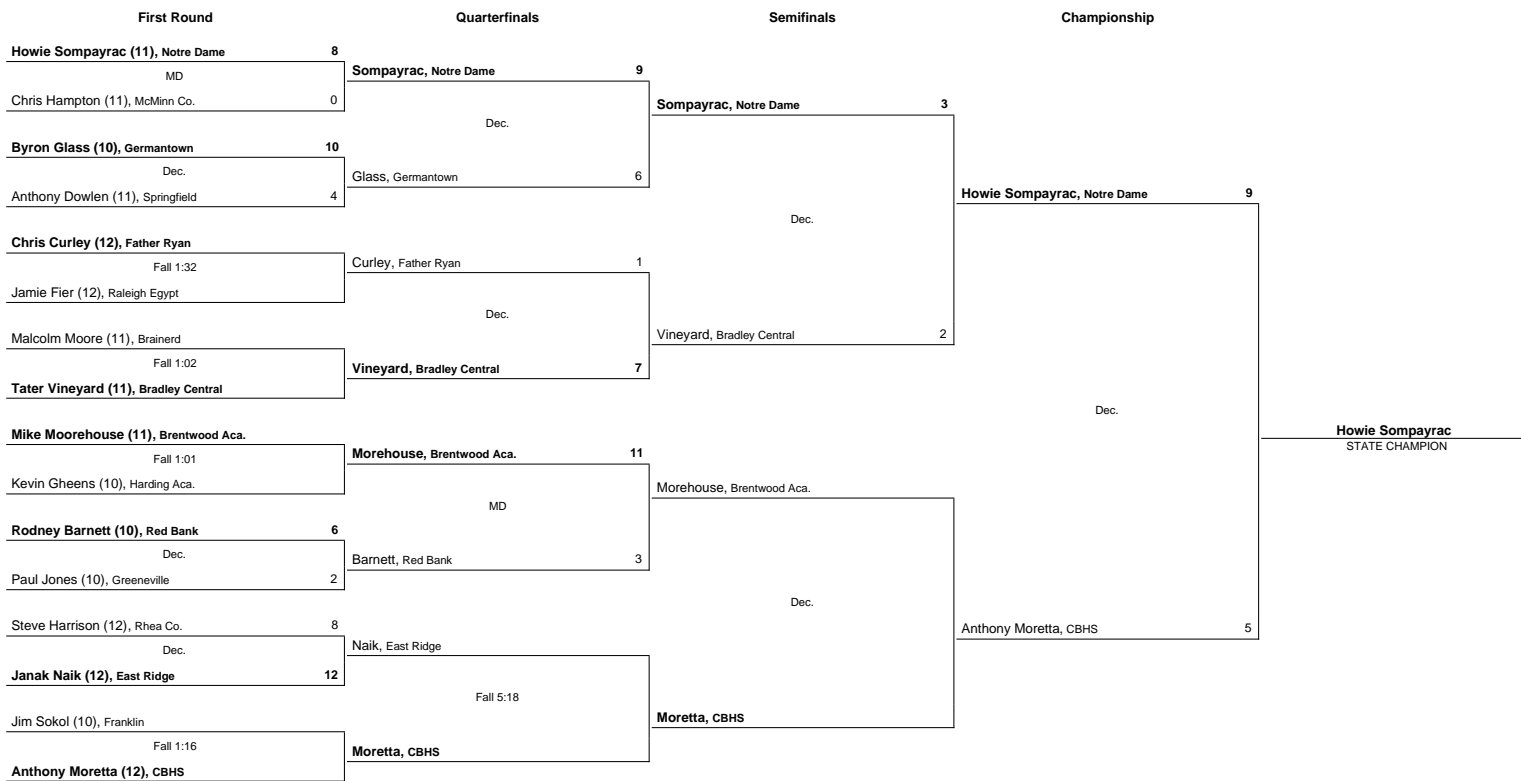 First Round Quarterfinals Semifinals Championship
Howie Sompayrac (11), Notre Dame 8
MD
Chris Hampton (11), McMinn Co. 0
Byron Glass (10), Germantown 10
Dec.
Anthony Dowlen (11), Springfield 4
Chris Curley (12), Father Ryan
Fall 1:32
Jamie Fier (12), Raleigh Egypt
Malcolm Moore (11), Brainerd
Fall 1:02
Tater Vineyard (11), Bradley Central
Mike Moorehouse (11), Brentwood Aca.
Fall 1:01
Kevin Gheens (10), Harding Aca.
Rodney Barnett (10), Red Bank 6
Dec.
Paul Jones (10), Greeneville 2
Steve Harrison (12), Rhea Co. 8
Dec.
Janak Naik (12), East Ridge 12
Jim Sokol (10), Franklin
Fall 1:16
Anthony Moretta (12), CBHS
Sompayrac, Notre Dame 9
Dec.
Glass, Germantown 6
Curley, Father Ryan 1
Dec.
Vineyard, Bradley Central 7
Morehouse, Brentwood Aca. 11
MD
Barnett, Red Bank 3
Naik, East Ridge
Fall 5:18
Moretta, CBHS
Sompayrac, Notre Dame 3
Dec.
Vineyard, Bradley Central 2
Morehouse, Brentwood Aca.
Dec.
Moretta, CBHS
Howie Sompayrac, Notre Dame 9
Dec.
Anthony Moretta, CBHS 5
Howie Sompayrac
STATE CHAMPION